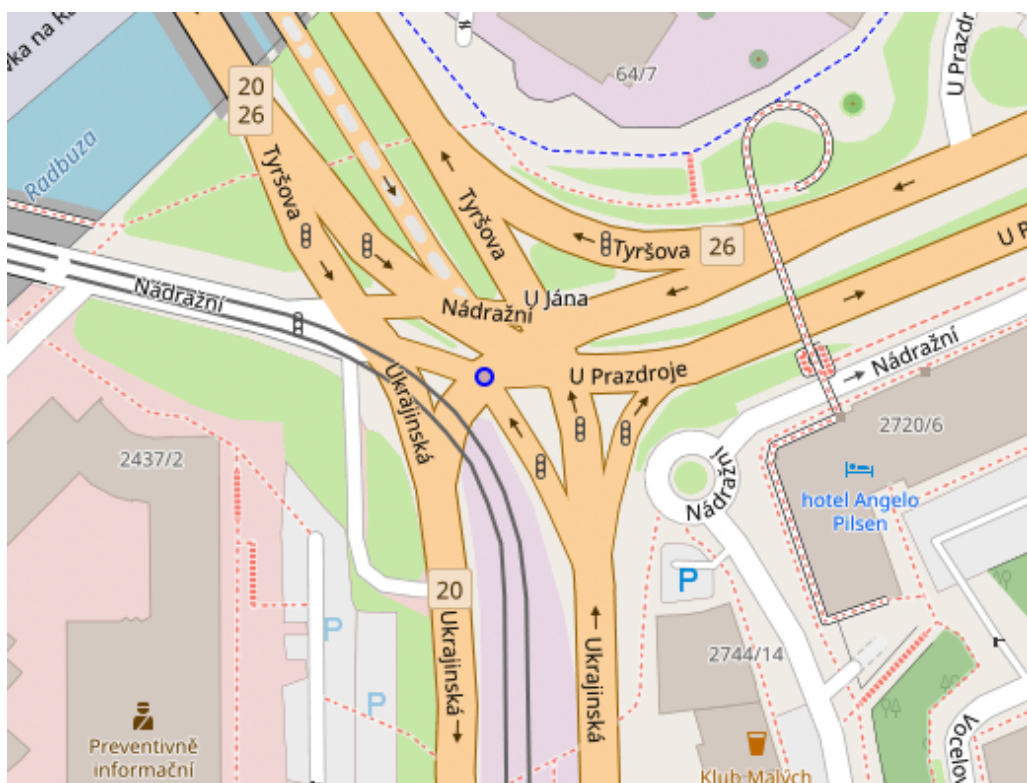 20
26
64/7
U Prazd
Radbuza
Tyršova
Tyršova
Tyršova
26
U P
Nádražní
Nádražní
U Jána
Nádražní
U Prazdroje
Ukrajinská
2720/6
2437/2
Nádražní
hotel Angelo
Pilsen
P
20
P
Ukrajinská
Ukrajinská
2744/14
P
Preventivně
informační
Klub Malých